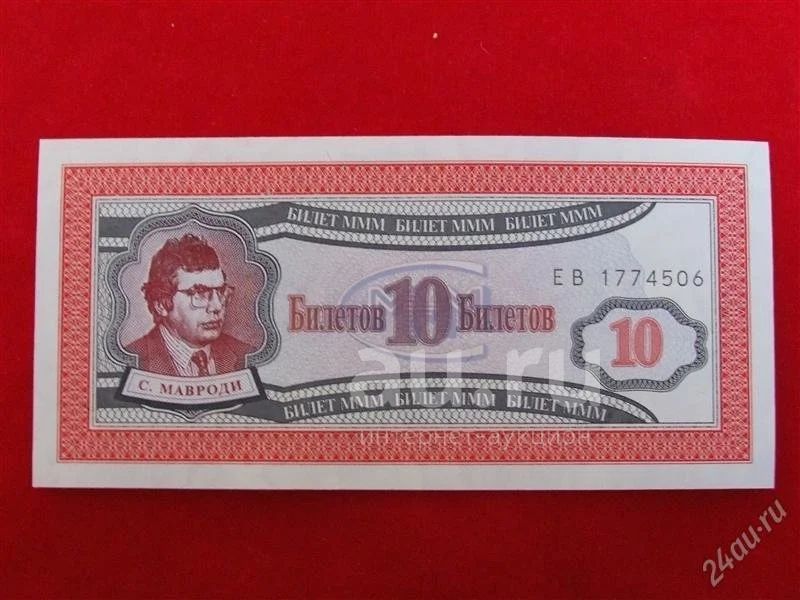 БИЛЕТ МММ БИЛЕТ МММ БИЛЕТ МММ
ЕВ 1774506
МММ
Билетов 10 Билетов
10
С. МАВРОДИ
au.ru
БИЛЕТ МММ БИЛЕТ МММ БИЛЕТ МММ
интернет-аукцион
24au.ru